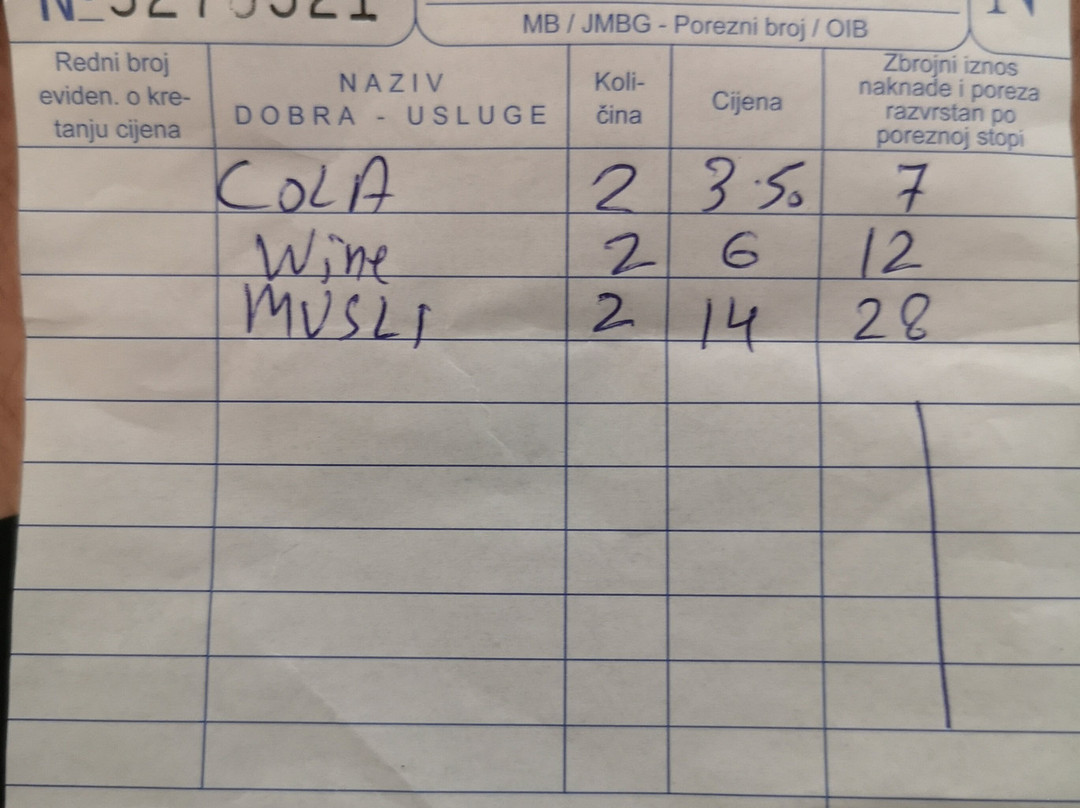 MB / JMBG - Porezni broj / OIB
Redni broj
eviden. o kre-
tanju cijena
NAZIV
DOBRA - USLUGE
Koli-
čina
Cijena
Zbrojni iznos
naknade i poreza
razvrstan po
poreznoj stopi
COLA 2 3.50 7
Wine 2 6 12
MUSLI 2 14 28